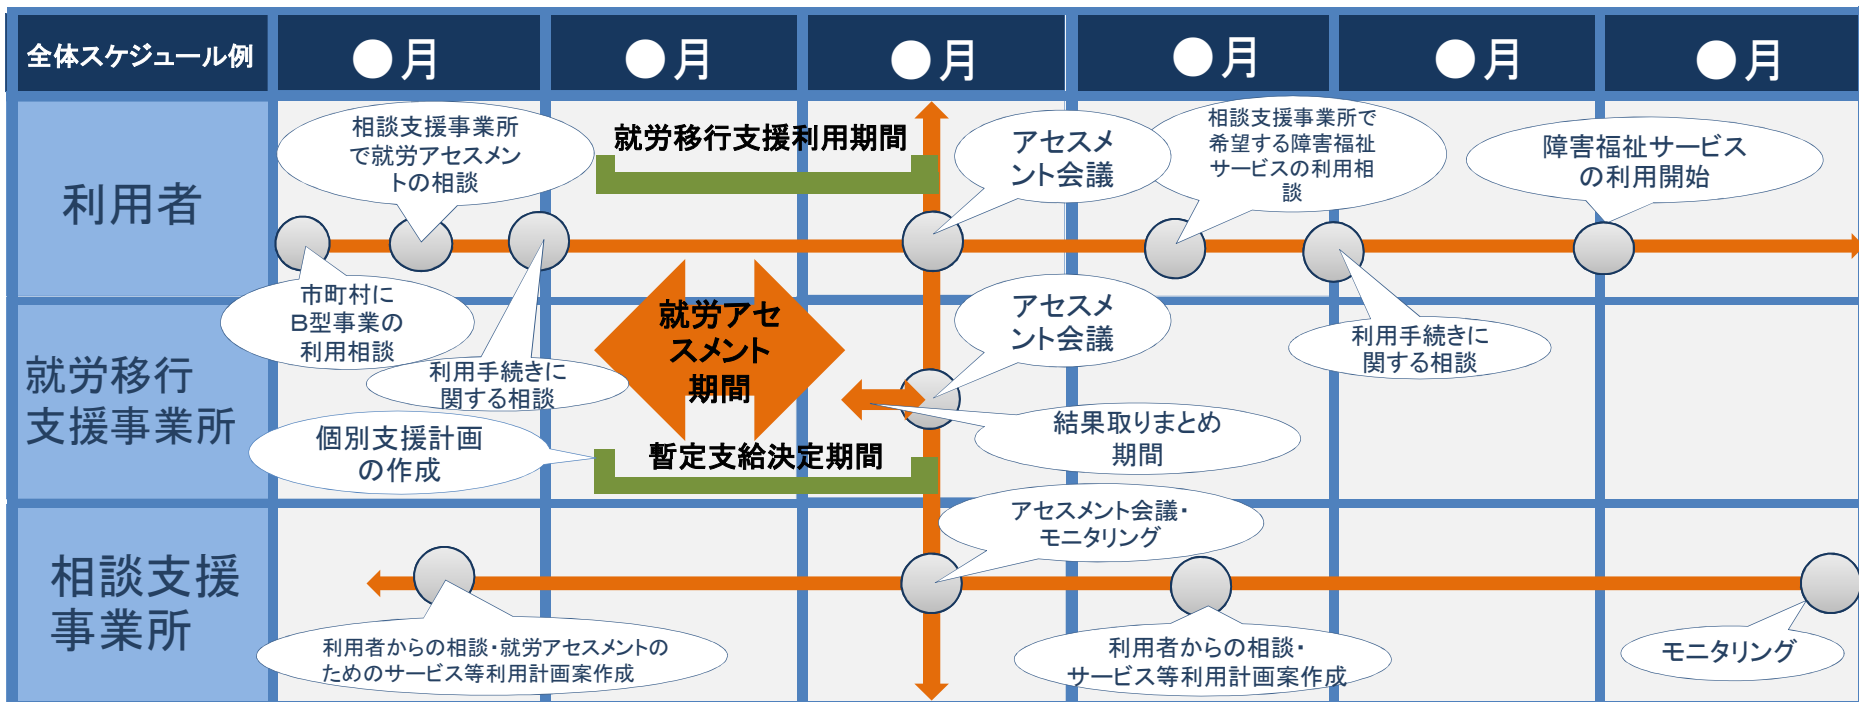 全体スケジュール例
●月
●月
●月
●月
●月
●月
利用者
相談支援事業所
で就労アセスメン
トの相談
就労移行支援利用期間
アセスメ
ント会議
相談支援事業所で
希望する障害福祉
サービスの利用相
談
障害福祉サービス
の利用開始
市町村に
B型事業の
利用相談
利用手続きに
関する相談
就労アセ
スメント
期間
アセスメ
ント会議
利用手続きに
関する相談
就労移行
支援事業所
個別支援計画
の作成
暫定支給決定期間
結果取りまとめ
期間
アセスメント会議・
モニタリング
相談支援
事業所
利用者からの相談・就労アセスメントの
ためのサービス等利用計画案作成
利用者からの相談・
サービス等利用計画案作成
モニタリング